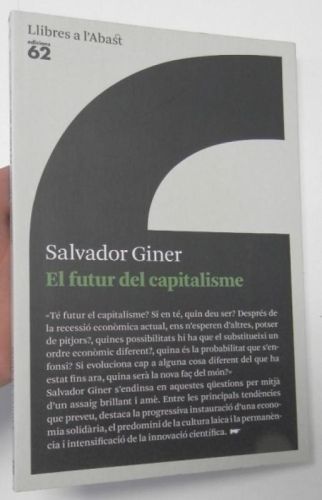 Llibres a l'Abast
edicions
62
Salvador Giner
El futur del capitalisme
«Té futur el capitalisme? Si en té, quin deu ser? Després de
la recessió econòmica actual, ens n'esperen d'altres, potser
de pitjors?, quines possibilitats hi ha que el substitueixi un
ordre econòmic diferent?, quina és la probabilitat que s'en-
fonsi? Si evoluciona cap a alguna cosa diferent del que ha
estat fins ara, quina serà la nova faç del món?»
Salvador Giner s'endinsa en aquestes qüestions per mitjà
d'un assaig brillant i amè. Entre les principals tendències
que preveu, destaca la progressiva instauració d'una econo-
mia solidària, el predomini de la cultura laica i la permanèn-
cia i intensificació de la innovació científica.